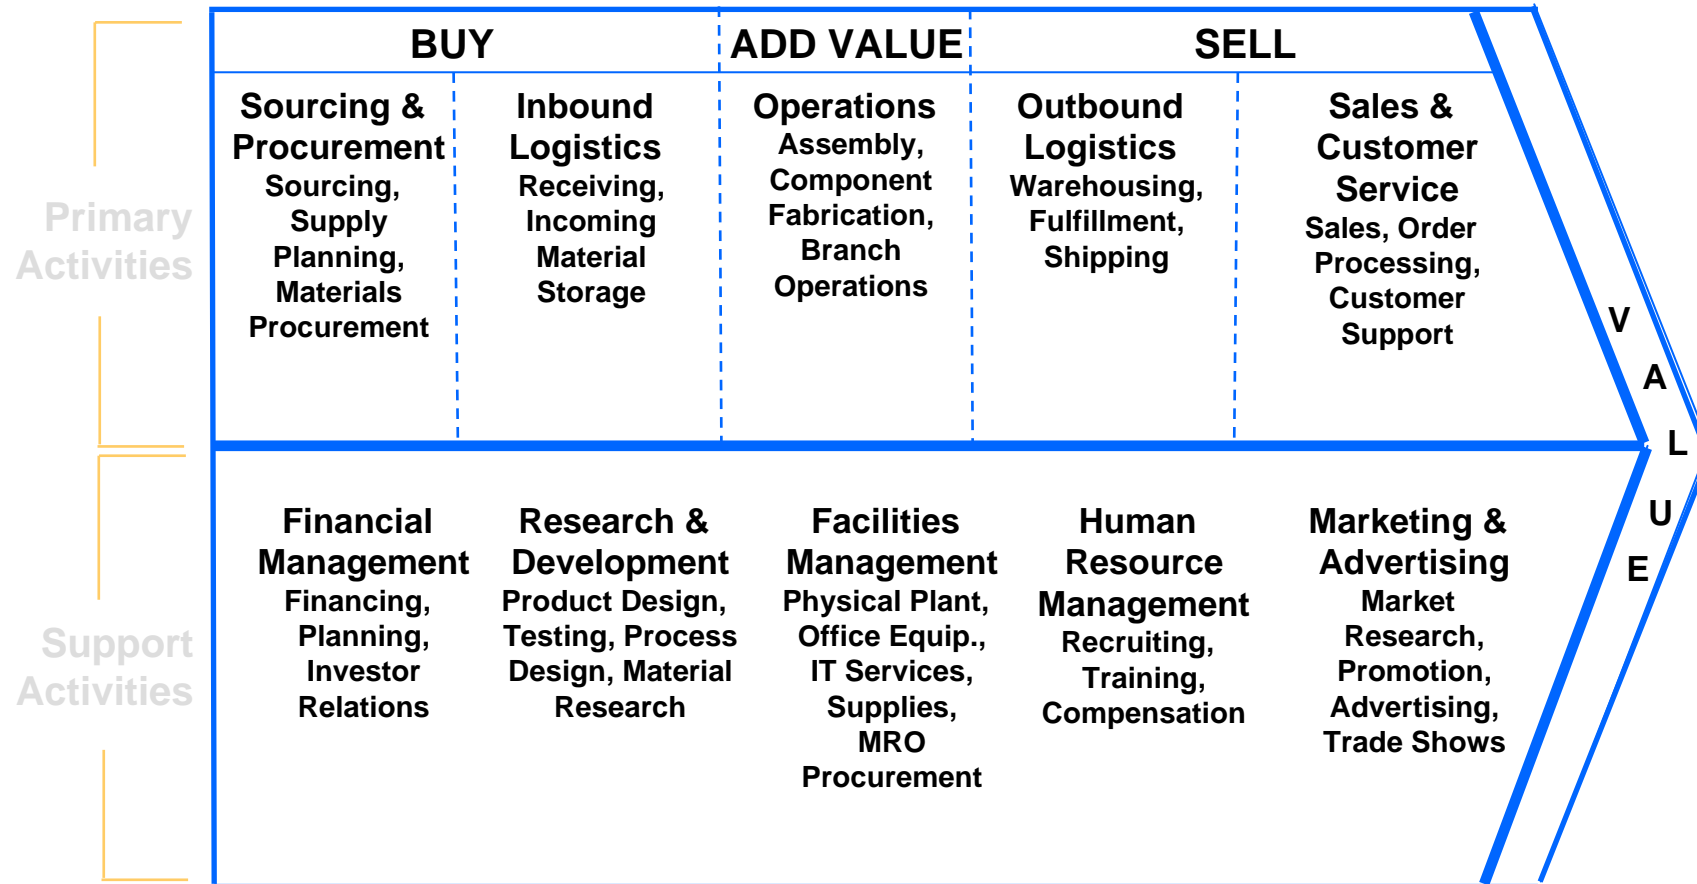 BUY
ADD VALUE
SELL
Sourcing &
Procurement
Sourcing,
Supply
Planning,
Materials
Procurement
Inbound
Logistics
Receiving,
Incoming
Material
Storage
Operations
Assembly,
Component
Fabrication,
Branch
Operations
Outbound
Logistics
Warehousing,
Fulfillment,
Shipping
Sales &
Customer
Service
Sales, Order
Processing,
Customer
Support
Primary
Activities
V
A
L
U
E
Financial
Management
Financing,
Planning,
Investor
Relations
Research &
Development
Product Design,
Testing, Process
Design, Material
Research
Facilities
Management
Physical Plant,
Office Equip.,
IT Services,
Supplies,
MRO
Procurement
Human
Resource
Management
Recruiting,
Training,
Compensation
Marketing &
Advertising
Market
Research,
Promotion,
Advertising,
Trade Shows
Support
Activities